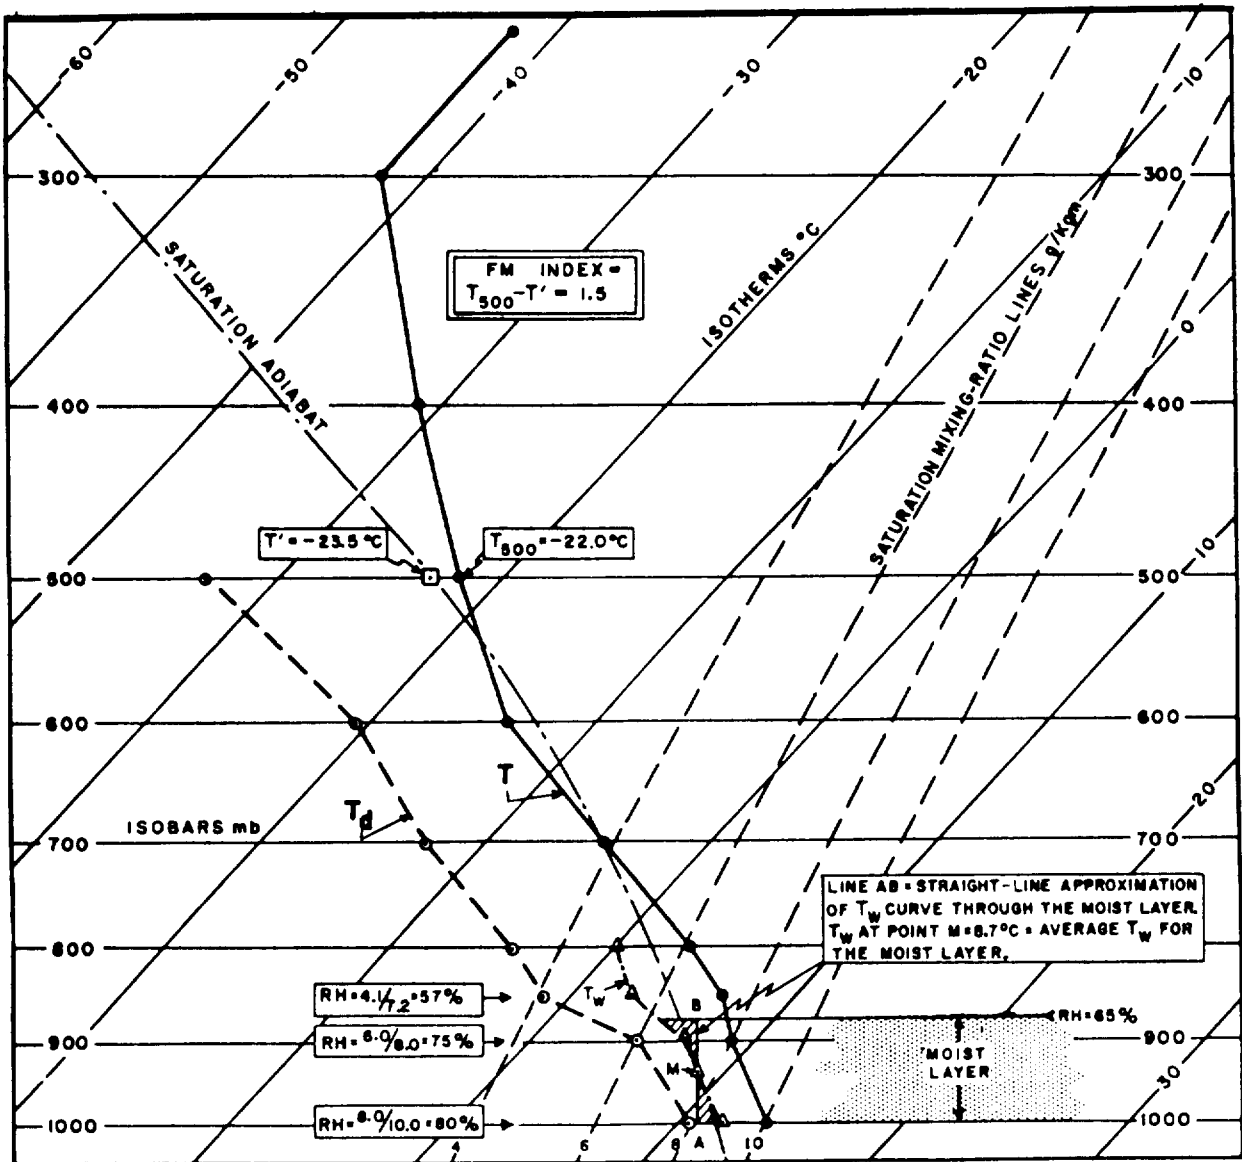 -60
-50
-40
-30
-20
-10
300
300
SATURATION ADIABAT
FM INDEX =
T500-T' = 1.5
ISOTHERMS °C
SATURATION MIXING-RATIO LINES g/Kgm
0
400
400
T' = -23.5 °C
T500 = -22.0°C
10
500
500
600
600
T
Td
20
ISOBARS mb
700
700
LINE AB = STRAIGHT-LINE APPROXIMATION
OF Tw CURVE THROUGH THE MOIST LAYER.
Tw AT POINT M = 8.7°C = AVERAGE Tw FOR
THE MOIST LAYER.
800
800
RH = 4.1/7.2 = 57%
Tw
B
RH = 65%
RH = 6.0/8.0 = 75%
900
900
M
MOIST
LAYER
30
RH = 8.0/10.0 = 80%
1000
1000
4
6
8
A
10